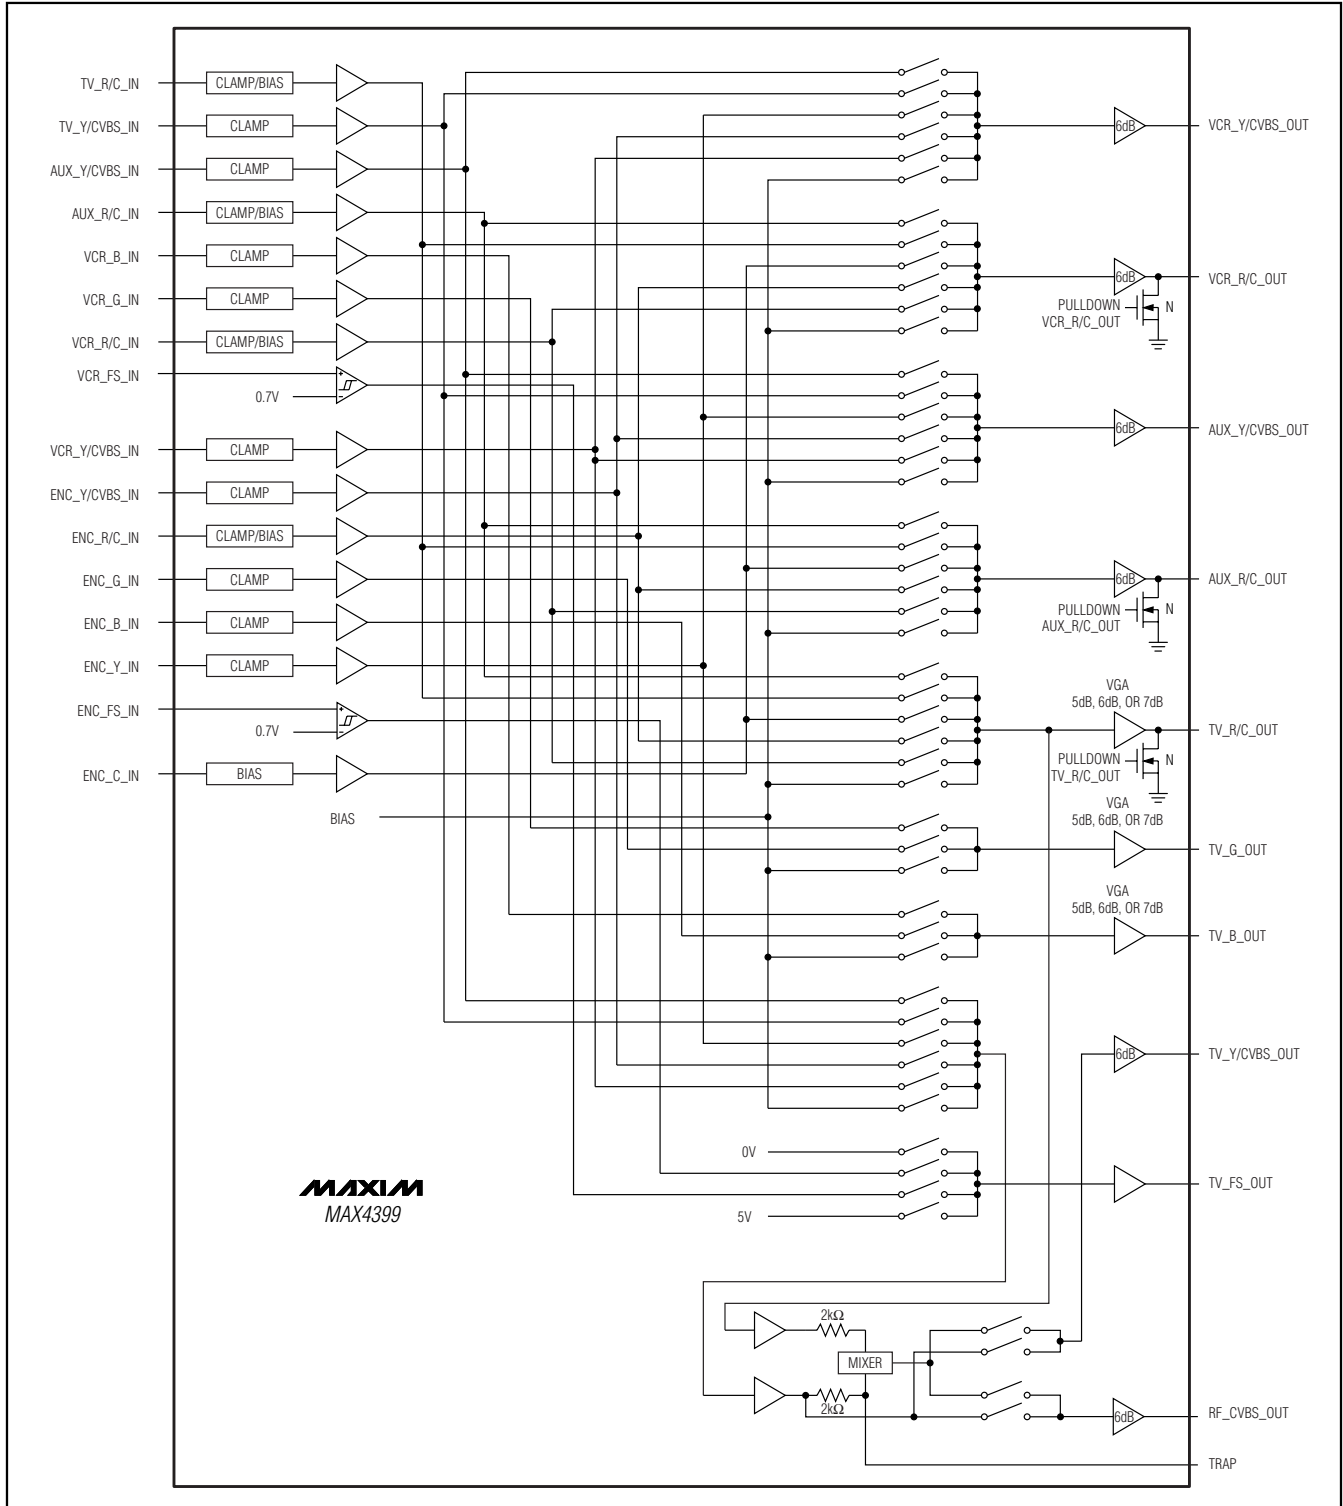 TV_R/C_IN
CLAMP/BIAS
TV_Y/CVBS_IN
CLAMP
AUX_Y/CVBS_IN
CLAMP
AUX_R/C_IN
CLAMP/BIAS
VCR_B_IN
CLAMP
VCR_G_IN
CLAMP
VCR_R/C_IN
CLAMP/BIAS
VCR_FS_IN
+
0.7V
−
VCR_Y/CVBS_IN
CLAMP
ENC_Y/CVBS_IN
CLAMP
ENC_R/C_IN
CLAMP/BIAS
ENC_G_IN
CLAMP
ENC_B_IN
CLAMP
ENC_Y_IN
CLAMP
ENC_FS_IN
+
0.7V
−
ENC_C_IN
BIAS
BIAS
6dB
VCR_Y/CVBS_OUT
6dB
VCR_R/C_OUT
PULLDOWN
VCR_R/C_OUT
N
6dB
AUX_Y/CVBS_OUT
6dB
AUX_R/C_OUT
PULLDOWN
AUX_R/C_OUT
N
VGA
5dB, 6dB, OR 7dB
TV_R/C_OUT
PULLDOWN
TV_R/C_OUT
N
VGA
5dB, 6dB, OR 7dB
TV_G_OUT
VGA
5dB, 6dB, OR 7dB
TV_B_OUT
6dB
TV_Y/CVBS_OUT
0V
5V
TV_FS_OUT
MAXIM
MAX4399
2kΩ
MIXER
2kΩ
6dB
RF_CVBS_OUT
TRAP